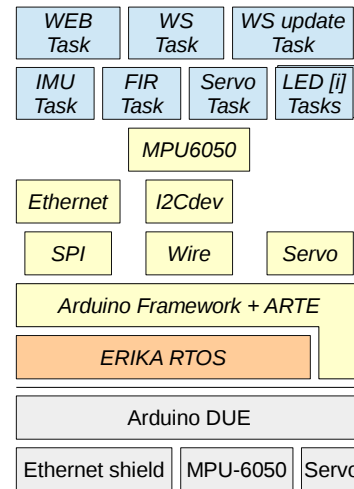 WEB WS WS update
Task Task Task
IMU FIR Servo LED [i]
Task Task Task Tasks
MPU6050
Ethernet I2Cdev
SPI Wire Servo
Arduino Framework + ARTE
ERIKA RTOS
Arduino DUE
Ethernet shield MPU-6050 Servo